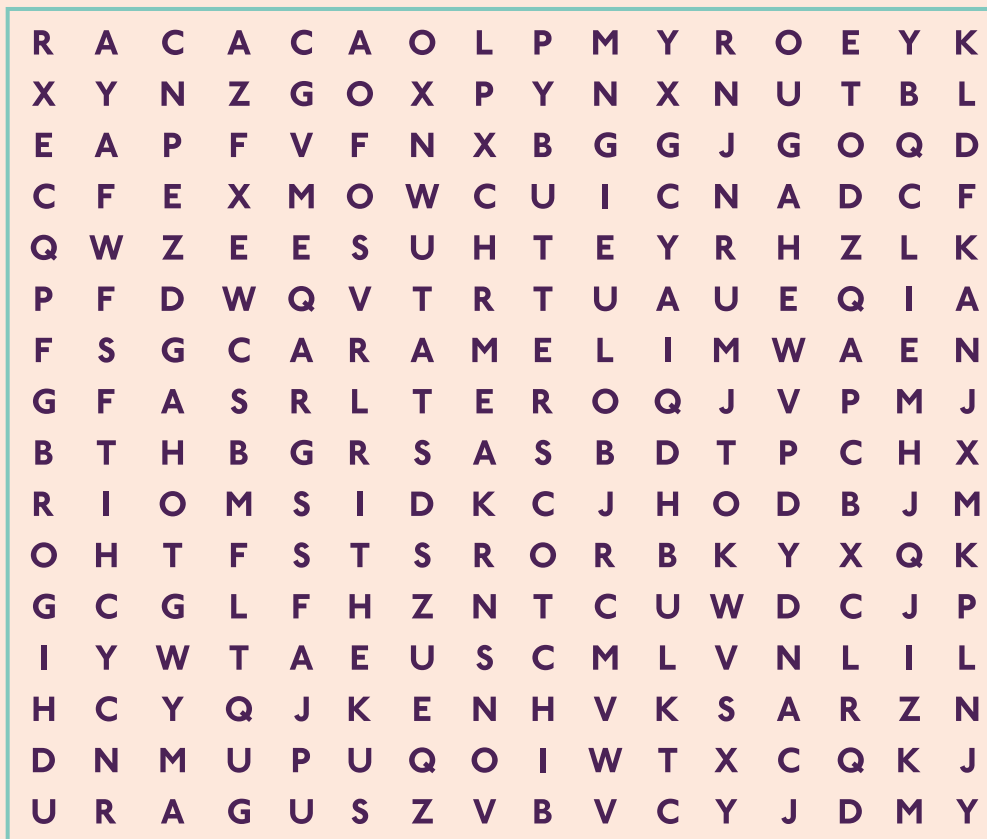 R A C A C A O L P M Y R O E Y K
X Y N Z G O X P Y N X N U T B L
E A P F V F N X B G G J G O Q D
C F E X M O W C U I C N A D C F
Q W Z E E S U H T E Y R H Z L K
P F D W Q V T R T U A U E Q I A
F S G C A R A M E L I M W A E N
G F A S R L T E R O Q J V P M J
B T H B G R S A S B D T P C H X
R I O M S I D K C J H O D B J M
O H T F S T S R O R B K Y X Q K
G C G L F H Z N T C U W D C J P
I Y W T A E U S C M L V N L I L
H C Y Q J K E N H V K S A R Z N
D N M U P U Q O I W T X C Q K J
U R A G U S Z V B V C Y J D M Y